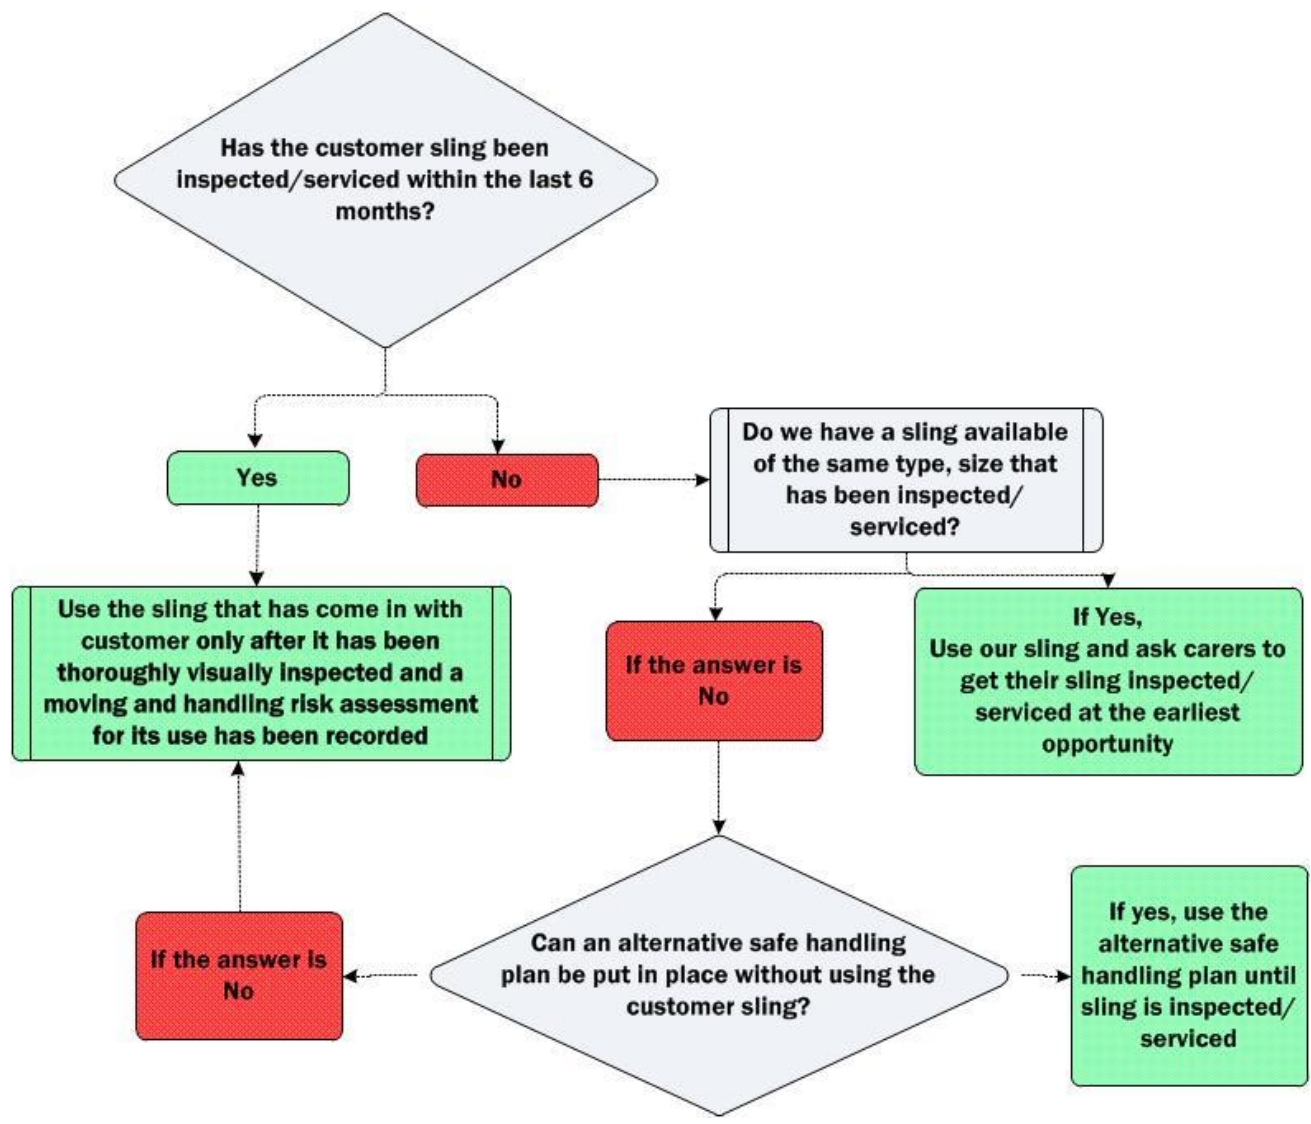 Has the customer sling been
inspected/serviced within the last 6
months?
Yes
No
Do we have a sling available
of the same type, size that
has been inspected/
serviced?
Use the sling that has come in with
customer only after it has been
thoroughly visually inspected and a
moving and handling risk assessment
for its use has been recorded
If the answer is
No
If Yes,
Use our sling and ask carers to
get their sling inspected/
serviced at the earliest
opportunity
If the answer is
No
Can an alternative safe handling
plan be put in place without using the
customer sling?
If yes, use the
alternative safe
handling plan until
sling is inspected/
serviced